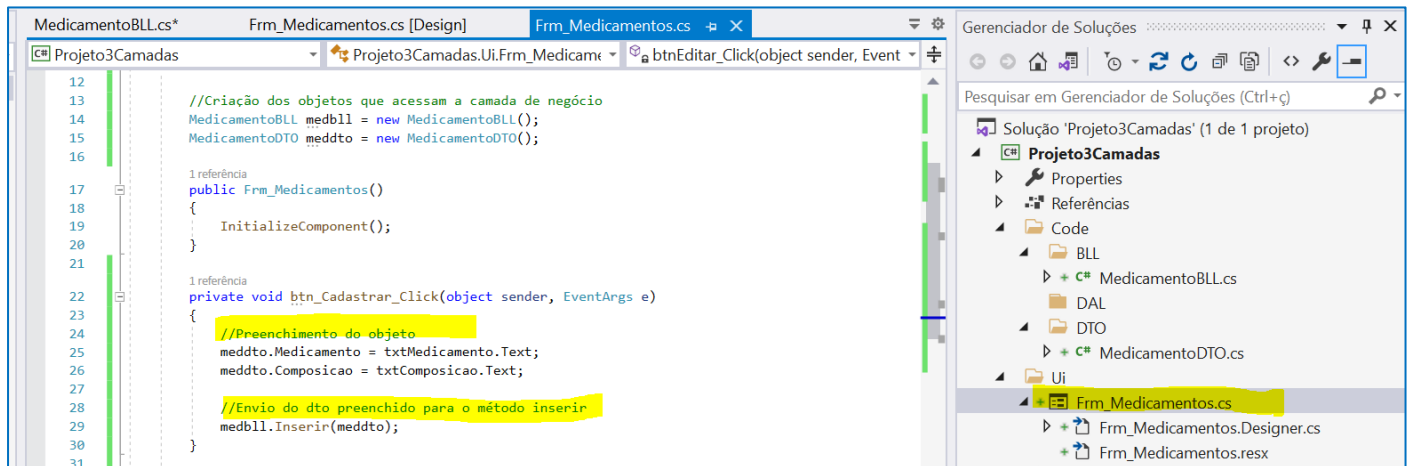 MedicamentoBLL.cs*
Frm_Medicamentos.cs [Design]
Frm_Medicamentos.cs
C# Projeto3Camadas
Projeto3Camadas.Ui.Frm_Medicame
btnEditar_Click(object sender, Event
12
13 //Criação dos objetos que acessam a camada de negócio
14 MedicamentoBLL medbll = new MedicamentoBLL();
15 MedicamentoDTO meddto = new MedicamentoDTO();
16
1 referência
17 public Frm_Medicamentos()
18 {
19 InitializeComponent();
20 }
21
1 referência
22 private void btn_Cadastrar_Click(object sender, EventArgs e)
23 {
24 //Preenchimento do objeto
25 meddto.Medicamento = txtMedicamento.Text;
26 meddto.Composicao = txtComposicao.Text;
27
28 //Envio do dto preenchido para o método inserir
29 medbll.Inserir(meddto);
30 }
31
Gerenciador de Soluções
Pesquisar em Gerenciador de Soluções (Ctrl+ç)
Solução 'Projeto3Camadas' (1 de 1 projeto)
C# Projeto3Camadas
Properties
Referências
Code
BLL
+ C# MedicamentoBLL.cs
DAL
DTO
+ C# MedicamentoDTO.cs
Ui
+ Frm_Medicamentos.cs
+ Frm_Medicamentos.Designer.cs
+ Frm_Medicamentos.resx